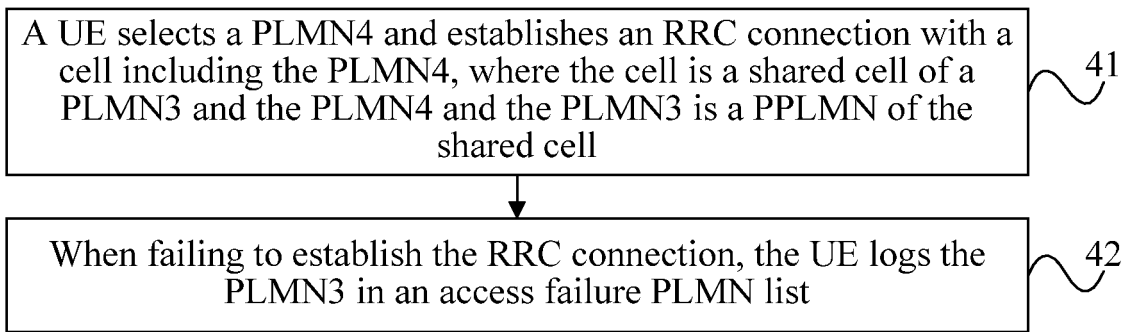 A UE selects a PLMN4 and establishes an RRC connection with a
cell including the PLMN4, where the cell is a shared cell of a
PLMN3 and the PLMN4 and the PLMN3 is a PPLMN of the
shared cell
41
When failing to establish the RRC connection, the UE logs the
PLMN3 in an access failure PLMN list
42